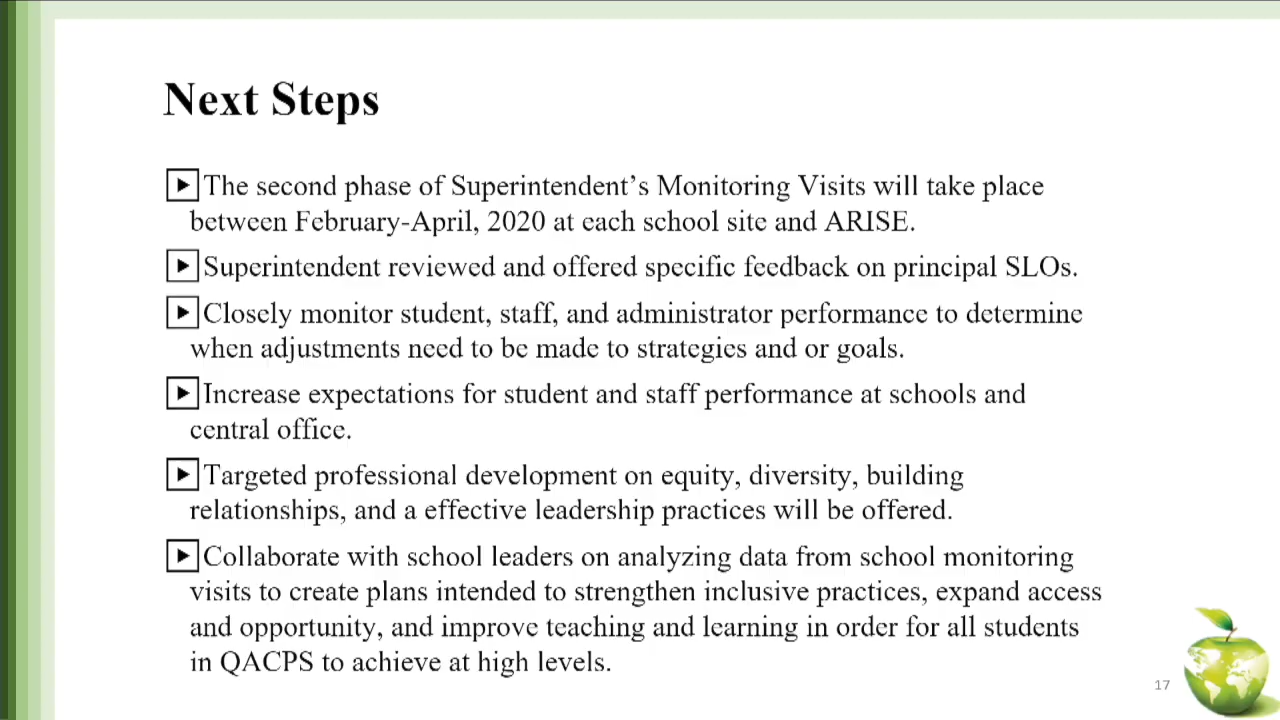 Next Steps
The second phase of Superintendent's Monitoring Visits will take place
between February-April, 2020 at each school site and ARISE.
Superintendent reviewed and offered specific feedback on principal SLOs.
Closely monitor student, staff, and administrator performance to determine
when adjustments need to be made to strategies and or goals.
Increase expectations for student and staff performance at schools and
central office.
Targeted professional development on equity, diversity, building
relationships, and a effective leadership practices will be offered.
Collaborate with school leaders on analyzing data from school monitoring
visits to create plans intended to strengthen inclusive practices, expand access
and opportunity, and improve teaching and learning in order for all students
in QACPS to achieve at high levels.
17